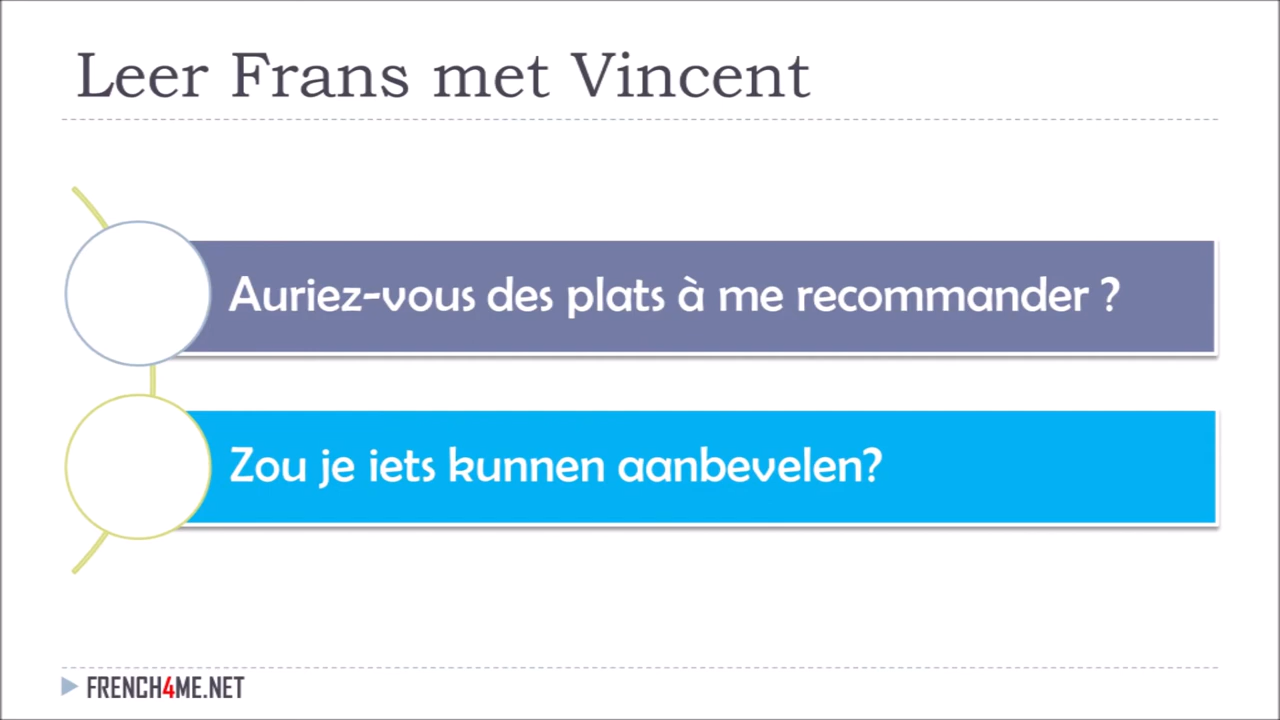 Leer Frans met Vincent
Auriez-vous des plats à me recommander ?
Zou je iets kunnen aanbevelen?
FRENCH4ME.NET